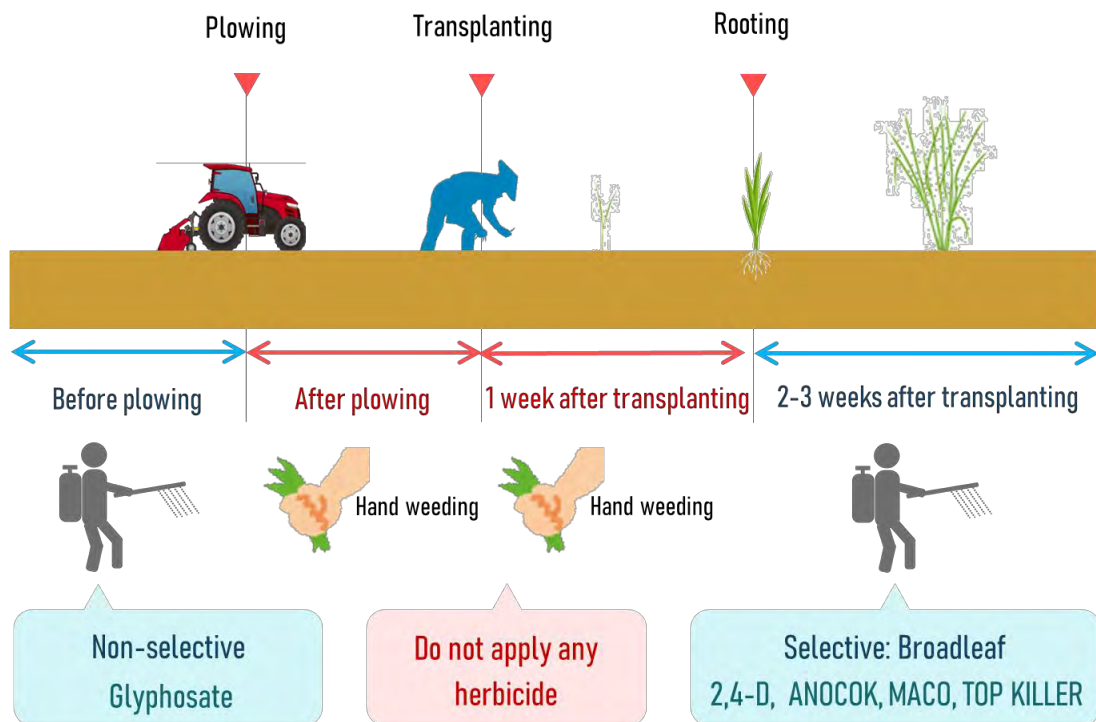 Plowing
Transplanting
Rooting
Before plowing
After plowing
1 week after transplanting
2-3 weeks after transplanting
Hand weeding
Hand weeding
Non-selective
Glyphosate
Do not apply any
herbicide
Selective: Broadleaf
2,4-D, ANOCOK, MACO, TOP KILLER